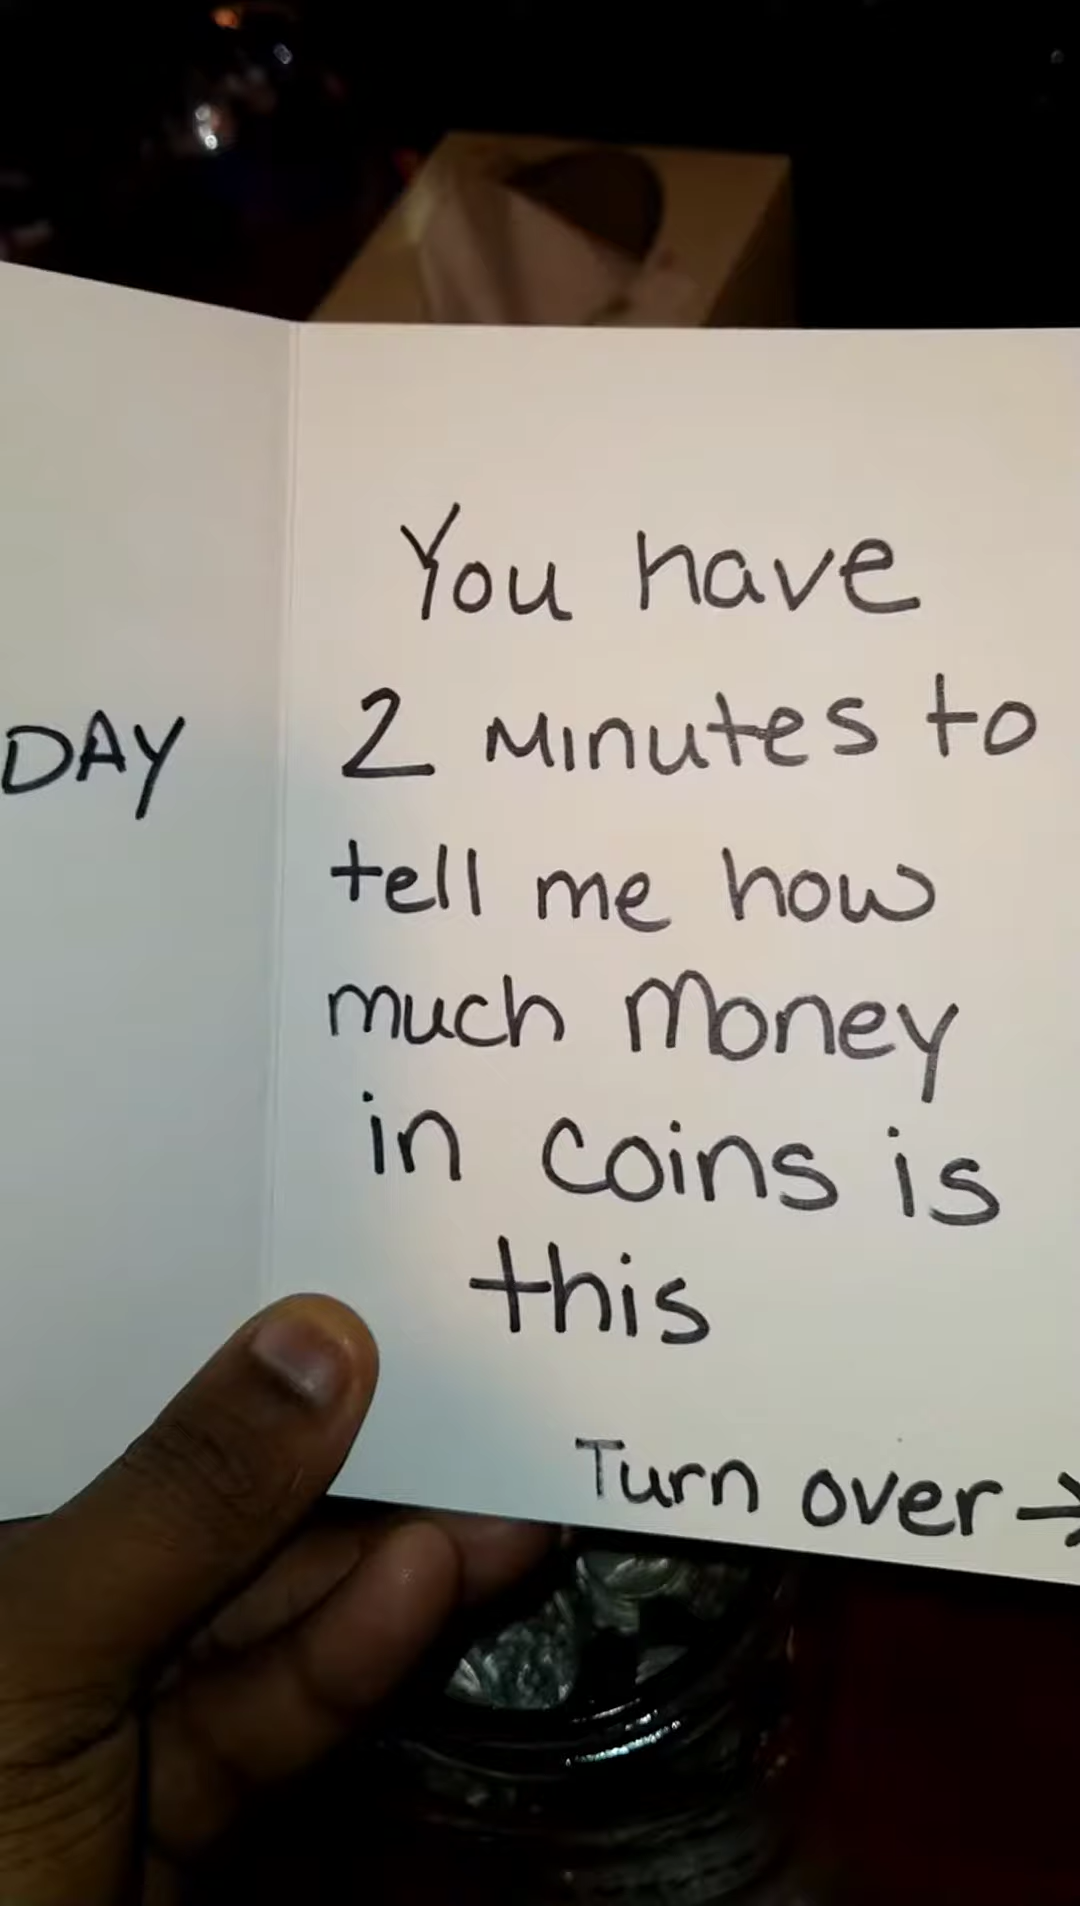 DAY
You have
2 Minutes to
tell me how
much Money
in coins is
this
Turn over →